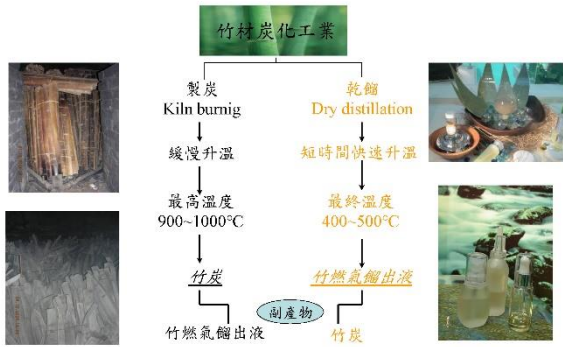 竹材炭化工業
製炭
Kiln burnig
緩慢升溫
最高溫度
900~1000℃
竹炭
竹燃氣餾出液
乾餾
Dry distillation
短時間快速升溫
最終溫度
400~500℃
竹燃氣餾出液
竹炭
副產物